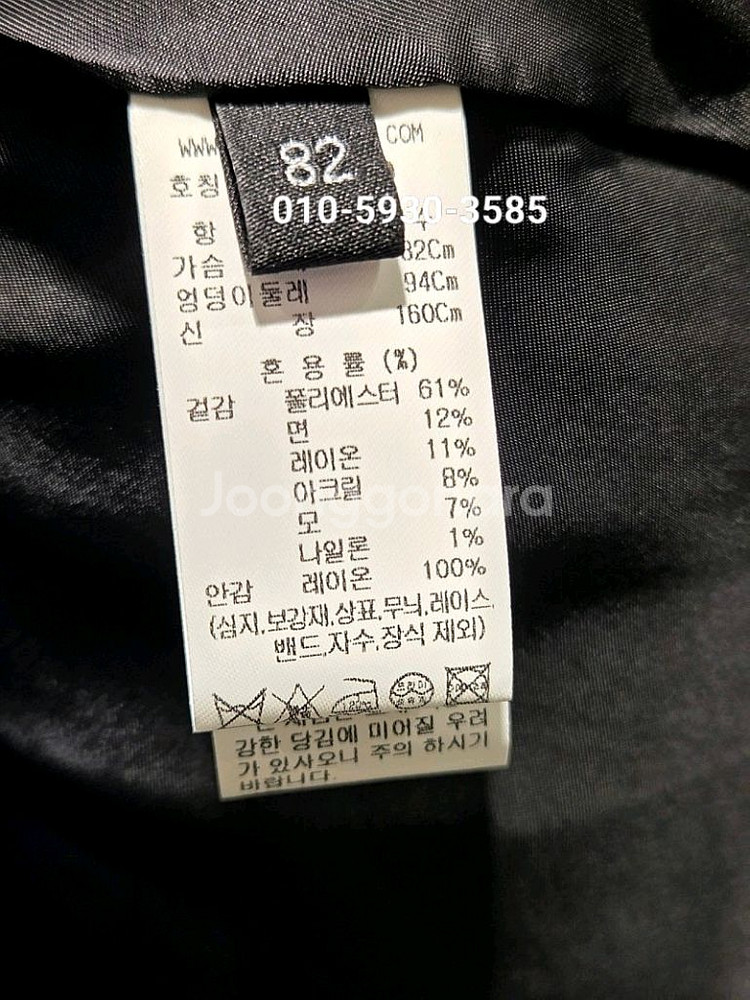 82
WWW COM
010-5930-3585
호칭
항
가슴 82Cm
엉덩이둘레 94Cm
신 장 160Cm
혼 용 률 (%)
겉감 폴리에스터 61%
면 12%
레이온 11%
아크릴 8%
Joonggonara
모 7%
나일론 1%
안감 레이온 100%
(심지,보강재,상표,무늬,레이스,
밴드,자수,장식 제외)
강한 당김에 미어질 우려
가 있사오니 주의 하시기
바랍니다.